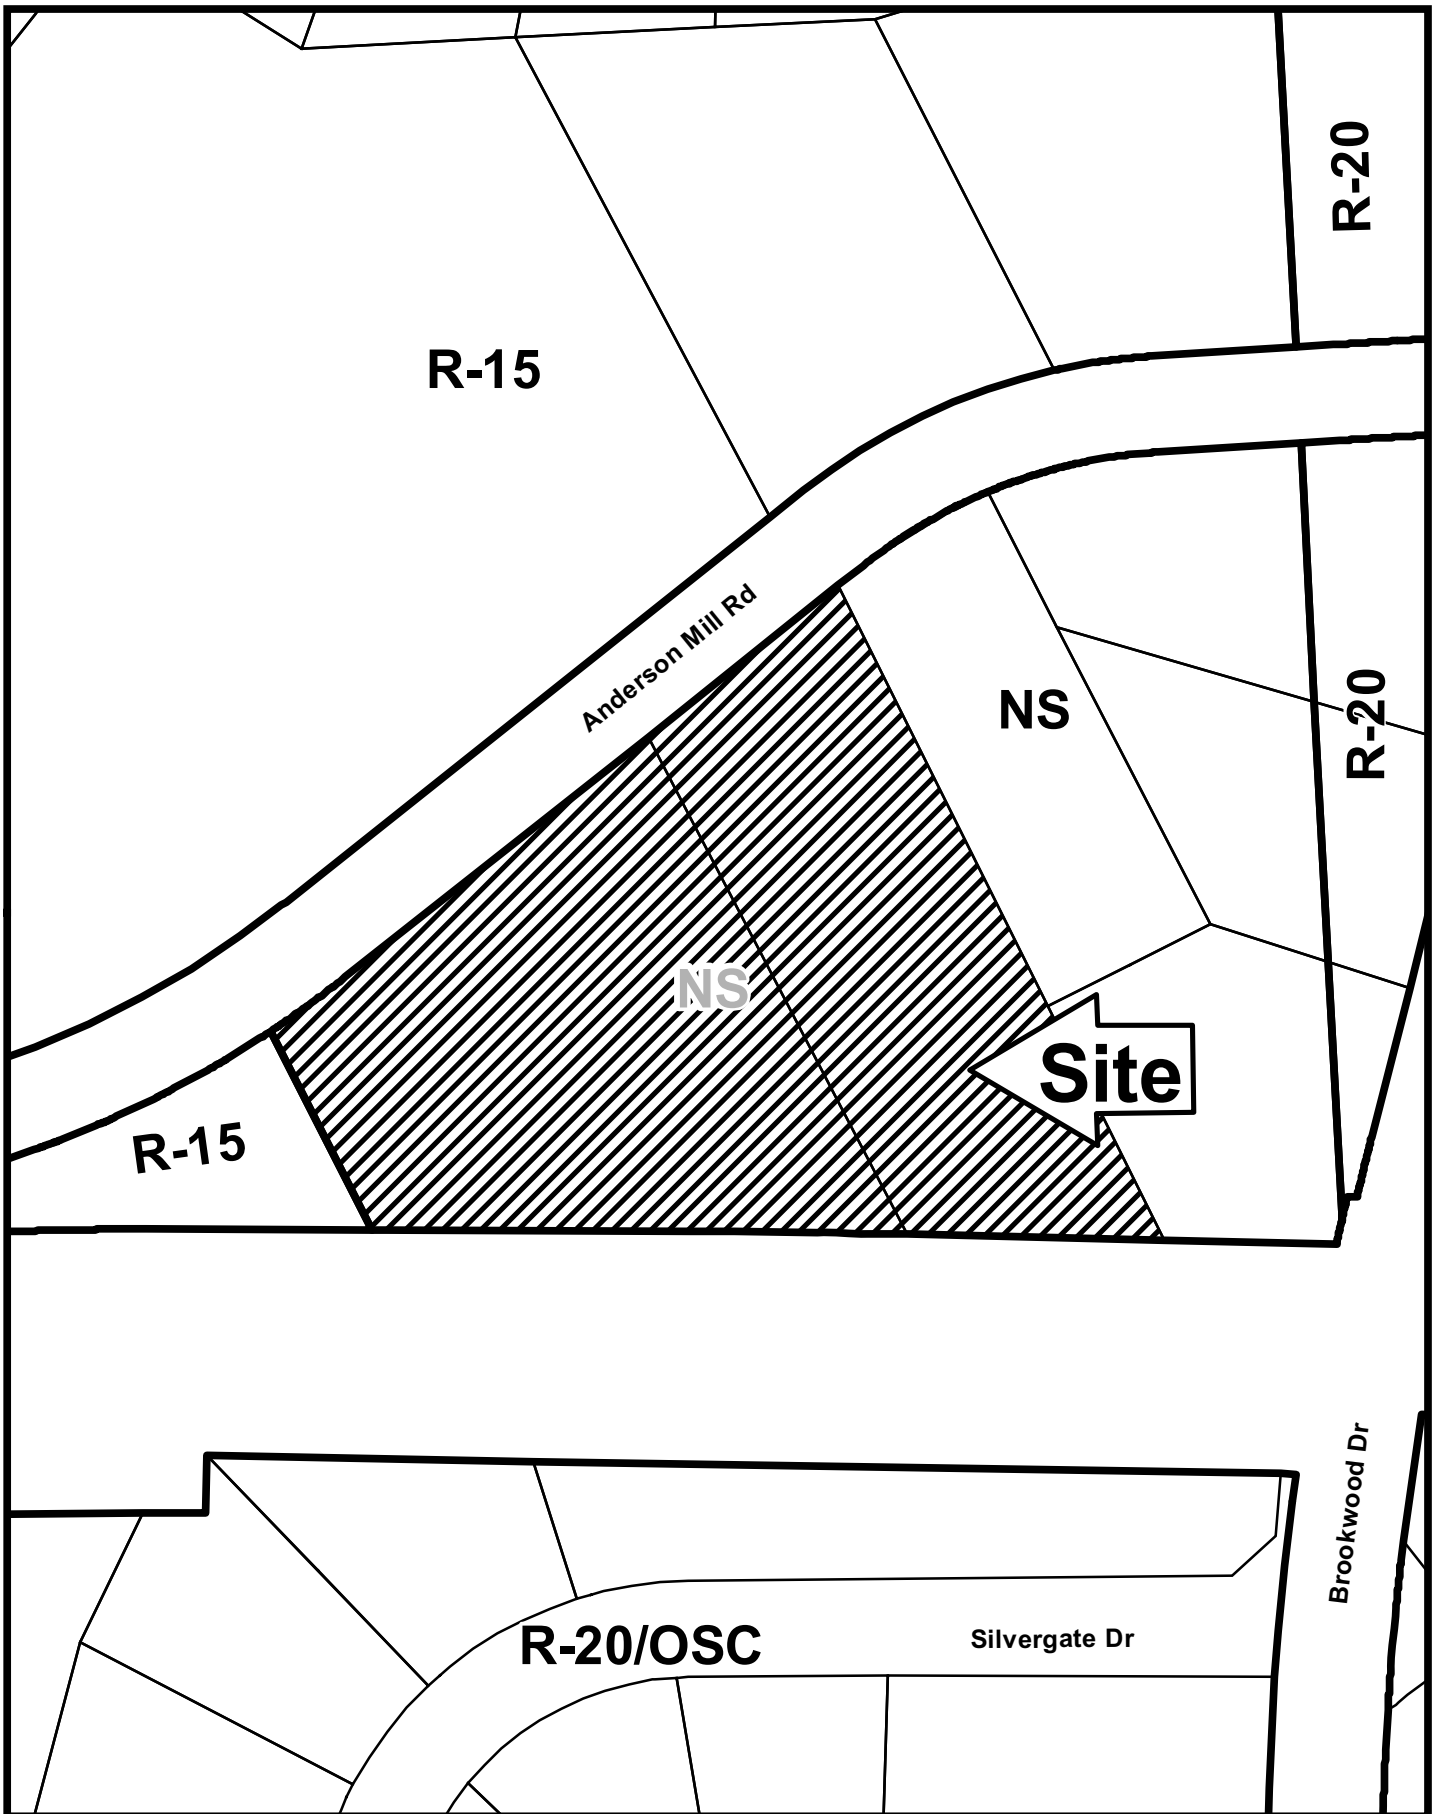 R-20
R-15
Anderson Mill Rd
NS
R-20
NS
Site
R-15
Brookwood Dr
R-20/OSC
Silvergate Dr